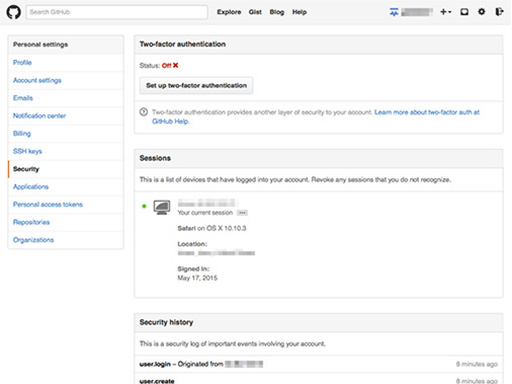 Search GitHub
Explore Gist Blog Help
Personal settings
Profile
Account settings
Emails
Notification center
Billing
SSH keys
Security
Applications
Personal access tokens
Repositories
Organizations
Two-factor authentication
Status: Off
Set up two-factor authentication
Two-factor authentication provides another layer of security to your account. Learn more about two-factor auth at
GitHub Help.
Sessions
This is a list of devices that have logged into your account. Revoke any sessions that you do not recognize.
Your current session
Safari on OS X 10.10.3
Location:
Signed in:
May 17, 2015
Security history
This is a security log of important events involving your account.
user.login – Originated from
6 minutes ago
user.create
6 minutes ago